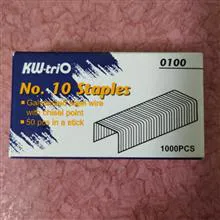 KW-triO
0100
No. 10 Staples
• Galvanized steel wire
with chisel point
• 50 pcs in a stick
1000PCS